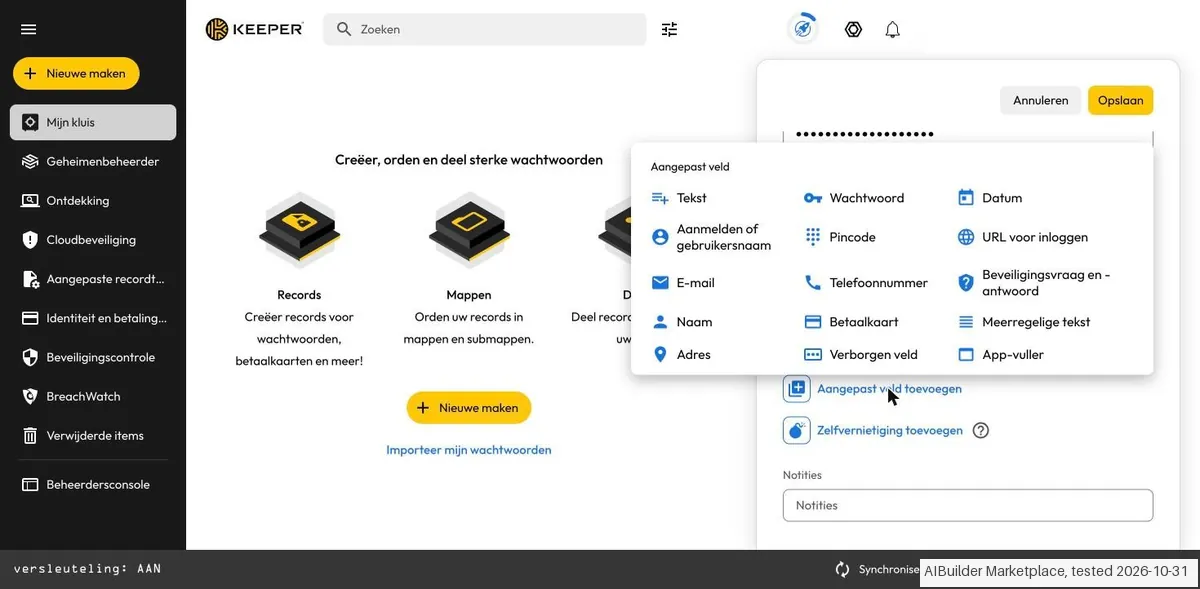 KEEPER
Zoeken
Nieuwe maken
Mijn kluis
Geheimenbeheerder
Ontdekking
Cloudbeveiliging
Aangepaste recordt...
Identiteit en betaling...
Beveiligingscontrole
BreachWatch
Verwijderde items
Beheerdersconsole
Creëer, orden en deel sterke wachtwoorden
Records
Creëer records voor
wachtwoorden,
betaalkaarten en meer!
Mappen
Orden uw records in
mappen en submappen.
D
Deel recor
uw
Nieuwe maken
Importeer mijn wachtwoorden
Annuleren
Opslaan
Aangepast veld
Tekst
Wachtwoord
Datum
Aanmelden of
gebruikersnaam
Pincode
URL voor inloggen
E-mail
Telefoonnummer
Beveiligingsvraag en -
antwoord
Naam
Betaalkaart
Meerregelige tekst
Adres
Verborgen veld
App-vuller
Aangepast veld toevoegen
Zelfvernietiging toevoegen
Notities
Notities
versleuteling: AAN
Synchronise
AIBuilder Marketplace, tested 2026-10-31